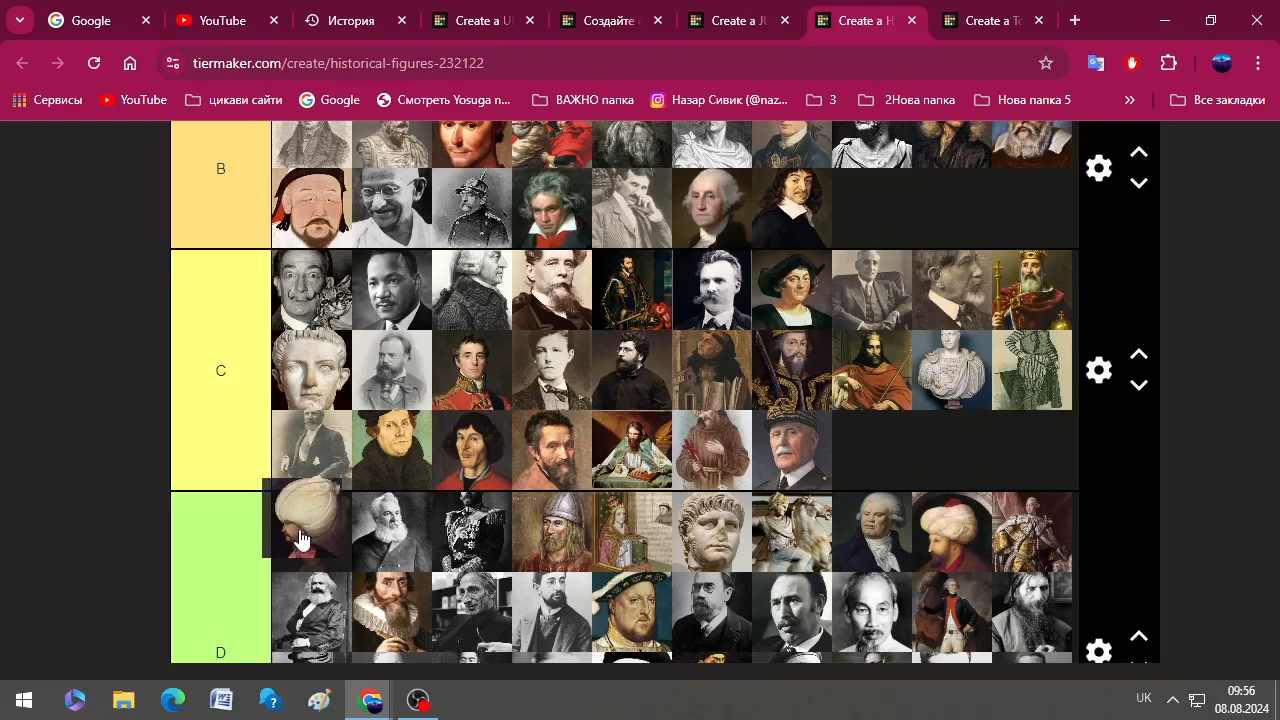 Google
YouTube
История
Create a U
Создайте
Create a JU
Create a H
Create a To
tiermaker.com/create/historical-figures-232122
Сервисы
YouTube
цикави сайти
Google
Смотреть Yosuga n...
ВАЖНО папка
Назар Сивик (@naz...
3
2Нова папка
Нова папка 5
Все закладки
B
C
D
UK
09:56
08.08.2024